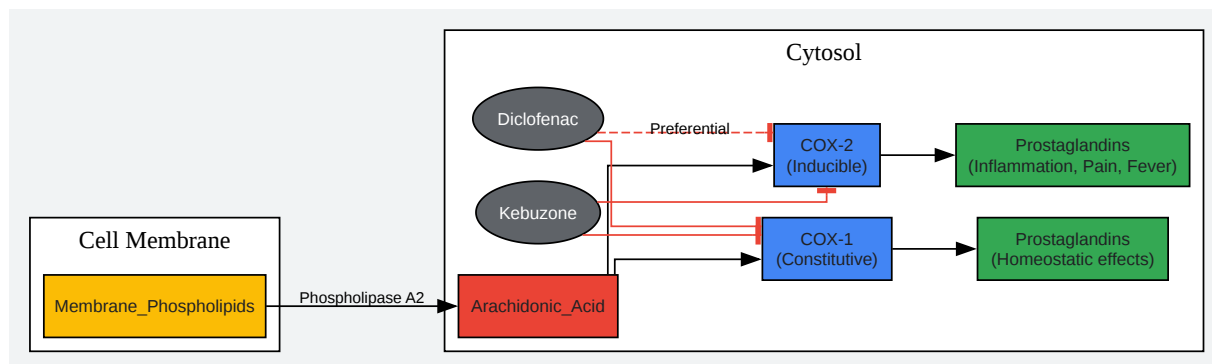 Cytosol
Diclofenac
Preferential
COX-2
(Inducible)
Prostaglandins
(Inflammation, Pain, Fever)
Kebuzone
Cell Membrane
COX-1
(Constitutive)
Prostaglandins
(Homeostatic effects)
Membrane_Phospholipids
Phospholipase A2
Arachidonic_Acid